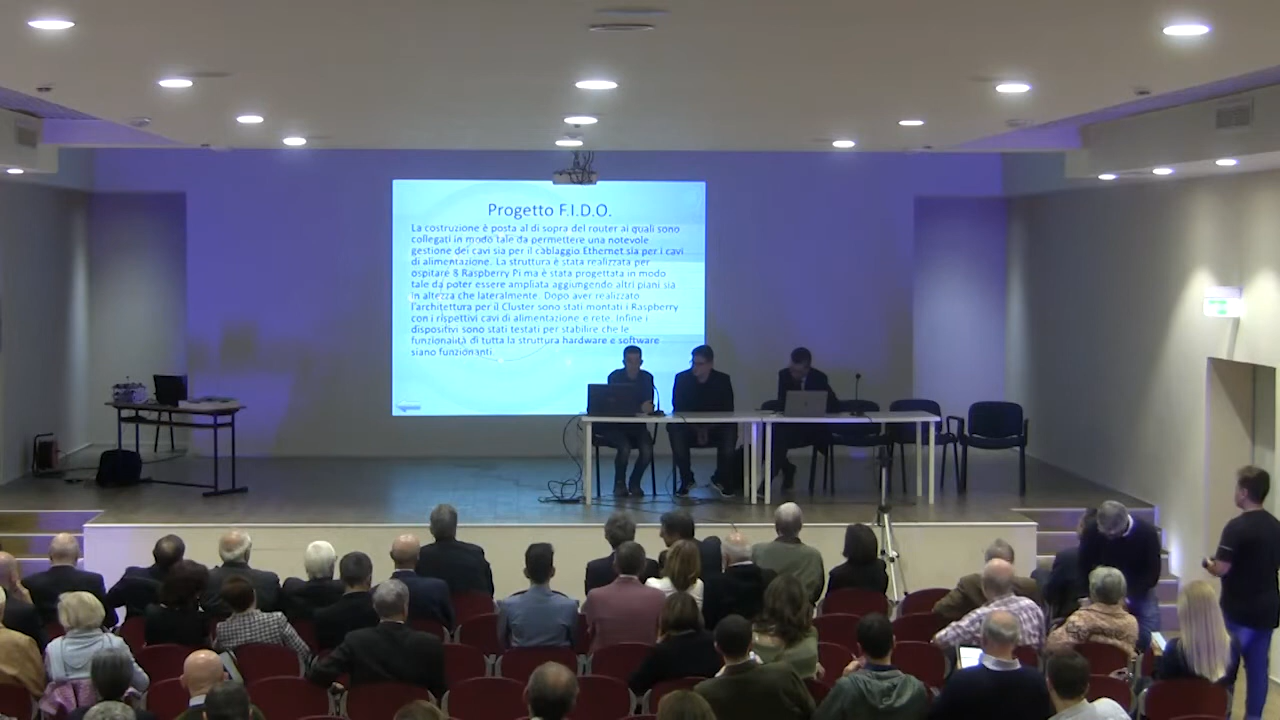 Progetto F.I.D.O.
La costruzione è posta al di sopra del router ai quali sono
collegati in modo tale da permettere una notevole
gestione dei cavi sia per il cablaggio Ethernet sia per i cavi
di alimentazione. La struttura è stata realizzata per
ospitare 8 Raspberry Pi ma è stata progettata in modo
tale da poter essere ampliata aggiungendo altri piani sia
in altezza che lateralmente. Dopo aver realizzato
l'architettura per il Cluster sono stati montati i Raspberry
con i rispettivi cavi di alimentazione e rete. Infine i
dispositivi sono stati testati per stabilire che le
funzionalità di tutta la struttura hardware e software
siano funzionanti